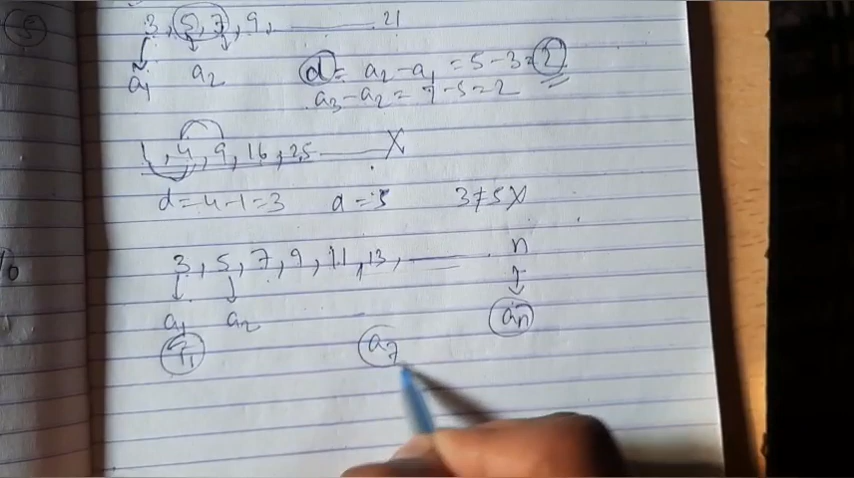 5
3, 5, 7, 9, ........... 21
a₁ a₂ d = a₂ - a₁ = 5 - 3 = 2
a₃ - a₂ = 7 - 5 = 2
1, 4, 9, 16, 25 ——— X
d = 4 - 1 = 3 d = 5 3 ≠ 5 X
3, 5, 7, 9, 11, 13, ——— . n
a₁ a₂ aₙ
a₇